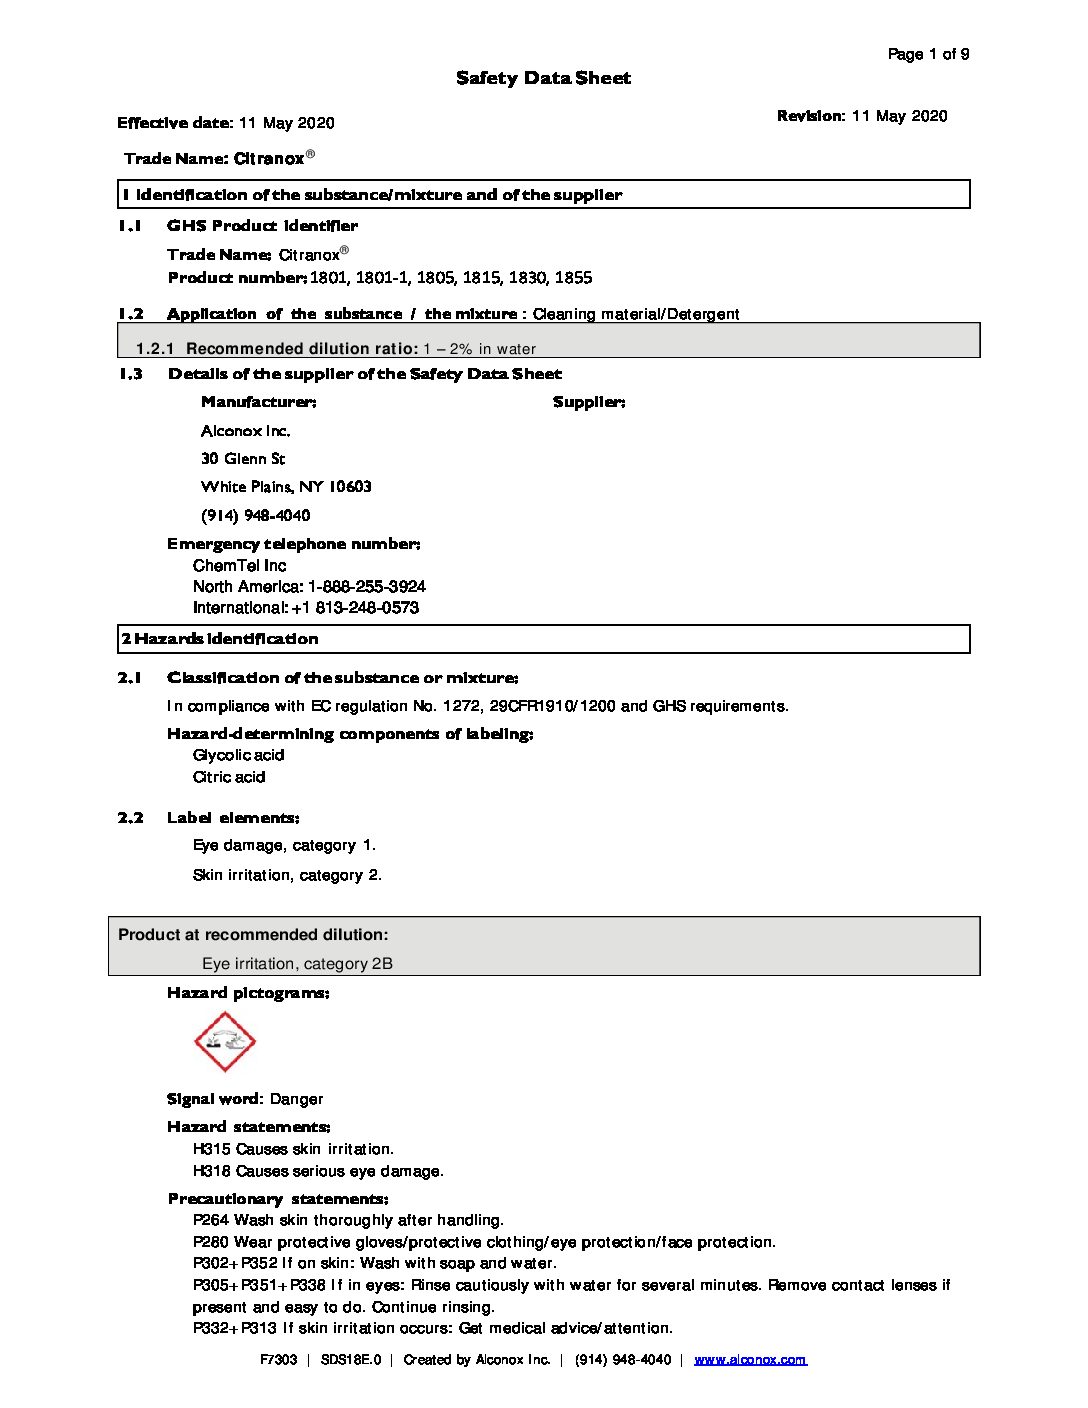 Page 1 of 9
Safety Data Sheet
Effective date: 11 May 2020 Revision: 11 May 2020
Trade Name: Citranox®
1 Identification of the substance/mixture and of the supplier
1.1 GHS Product identifier
Trade Name: Citranox®
Product number: 1801, 1801-1, 1805, 1815, 1830, 1855
1.2 Application of the substance / the mixture : Cleaning material/Detergent
1.2.1 Recommended dilution ratio: 1 – 2% in water
1.3 Details of the supplier of the Safety Data Sheet
Manufacturer: Supplier:
Alconox Inc.
30 Glenn St
White Plains, NY 10603
(914) 948-4040
Emergency telephone number:
ChemTel Inc
North America: 1-888-255-3924
International: +1 813-248-0573
2 Hazards identification
2.1 Classification of the substance or mixture:
In compliance with EC regulation No. 1272, 29CFR1910/1200 and GHS requirements.
Hazard-determining components of labeling:
Glycolic acid
Citric acid
2.2 Label elements:
Eye damage, category 1.
Skin irritation, category 2.
Product at recommended dilution:
Eye irritation, category 2B
Hazard pictograms:
Signal word: Danger
Hazard statements:
H315 Causes skin irritation.
H318 Causes serious eye damage.
Precautionary statements:
P264 Wash skin thoroughly after handling.
P280 Wear protective gloves/protective clothing/eye protection/face protection.
P302+P352 If on skin: Wash with soap and water.
P305+P351+P338 If in eyes: Rinse cautiously with water for several minutes. Remove contact lenses if
present and easy to do. Continue rinsing.
P332+P313 If skin irritation occurs: Get medical advice/attention.
F7303 | SDS18E.0 | Created by Alconox Inc. | (914) 948-4040 | www.alconox.com